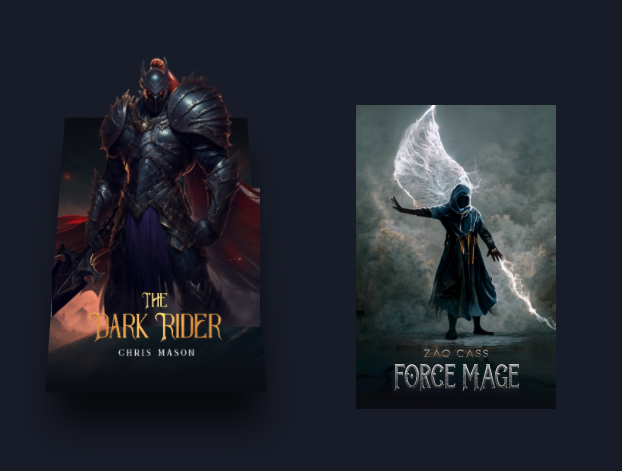 THE
DARK RIDER
CHRIS MASON
ZAQ CASS
FORCE MAGE